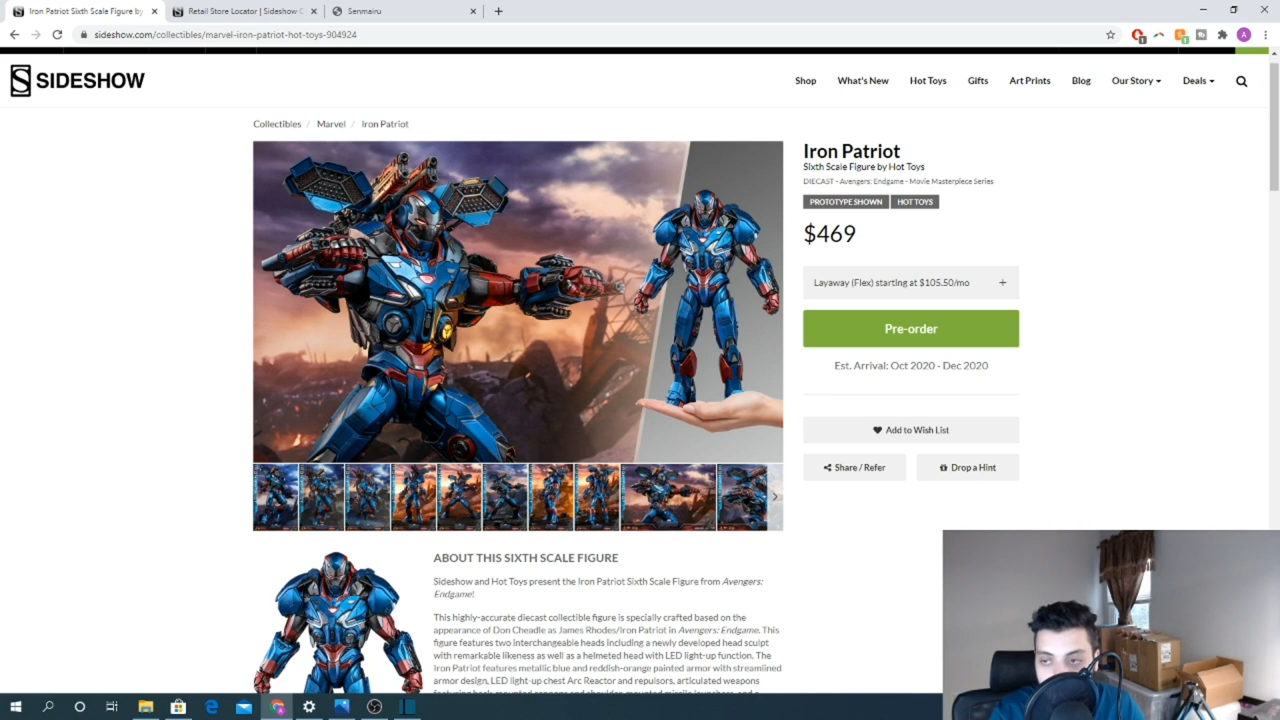 Iron Patriot Sixth Scale Figure by
Retail Store Locator | Sideshow C
Senmairu
sideshow.com/collectibles/marvel-iron-patriot-hot-toys-904924
SIDESHOW
Shop
What's New
Hot Toys
Gifts
Art Prints
Blog
Our Story
Deals
Collectibles / Marvel / Iron Patriot
Iron Patriot
Sixth Scale Figure by Hot Toys
DIECAST - Avengers: Endgame - Movie Masterpiece Series
PROTOTYPE SHOWN
HOT TOYS
$469
Layaway (Flex) starting at $105.50/mo +
Pre-order
Est. Arrival: Oct 2020 - Dec 2020
Add to Wish List
Share / Refer
Drop a Hint
ABOUT THIS SIXTH SCALE FIGURE
Sideshow and Hot Toys present the Iron Patriot Sixth Scale Figure from Avengers:
Endgame!
This highly-accurate diecast collectible figure is specially crafted based on the
appearance of Don Cheadle as James Rhodes/Iron Patriot in Avengers: Endgame. This
figure features two interchangeable heads including a newly developed head sculpt
with remarkable likeness as well as a helmeted head with LED light-up function. The
Iron Patriot features metallic blue and reddish-orange painted armor with streamlined
armor design, LED light-up chest Arc Reactor and repulsors, articulated weapons